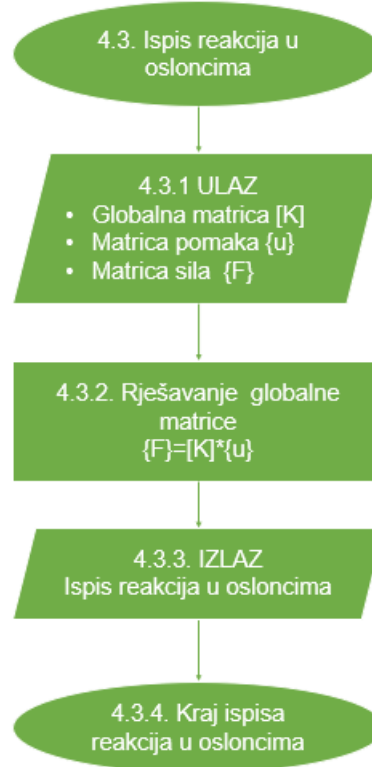 4.3. Ispis reakcija u
osloncima
4.3.1 ULAZ
• Globalna matrica [K]
• Matrica pomaka {u}
• Matrica sila {F}
4.3.2. Rješavanje globalne
matrice
{F}=[K]*{u}
4.3.3. IZLAZ
Ispis reakcija u osloncima
4.3.4. Kraj ispisa
reakcija u osloncima